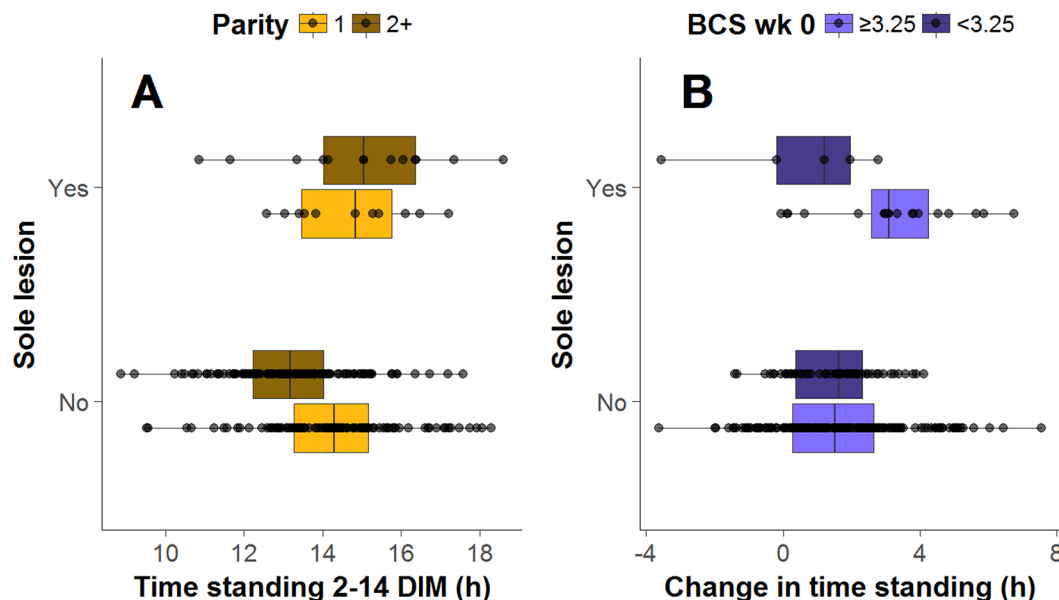 Parity 1 2+
A
Sole lesion
Yes
No
10 12 14 16 18
Time standing 2-14 DIM (h)
BCS wk 0 ≥3.25 <3.25
B
Sole lesion
Yes
No
-4 0 4 8
Change in time standing (h)